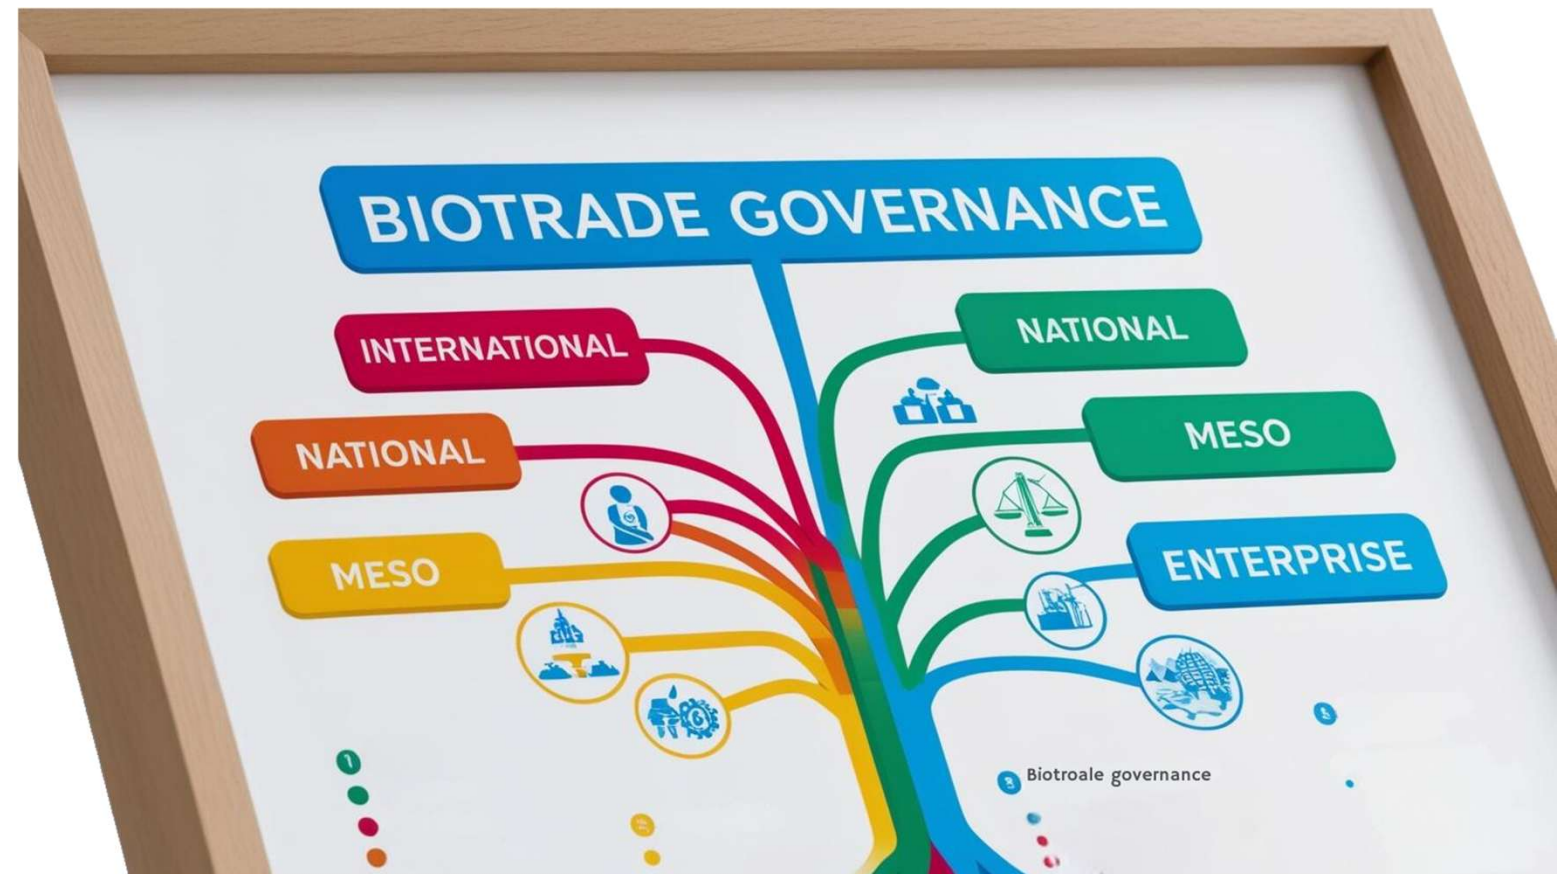 BIOTRADE GOVERNANCE
INTERNATIONAL
NATIONAL
NATIONAL
MESO
MESO
ENTERPRISE
Biotroale governance